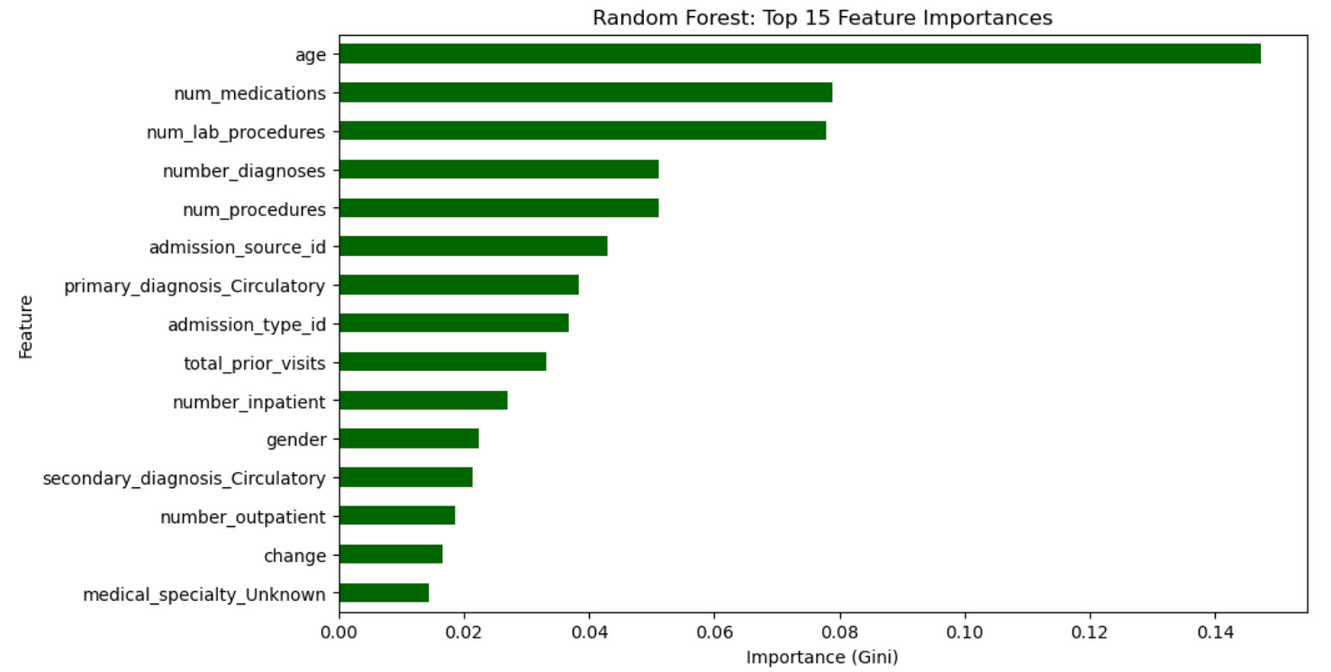 Random Forest: Top 15 Feature Importances
Feature
age
num_medications
num_lab_procedures
number_diagnoses
num_procedures
admission_source_id
primary_diagnosis_Circulatory
admission_type_id
total_prior_visits
number_inpatient
gender
secondary_diagnosis_Circulatory
number_outpatient
change
medical_specialty_Unknown
0.00 0.02 0.04 0.06 0.08 0.10 0.12 0.14
Importance (Gini)